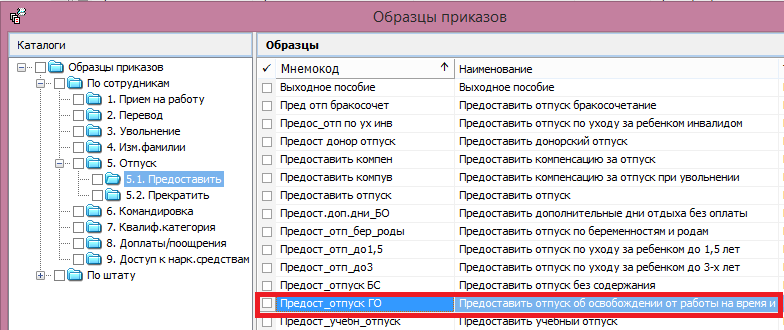 Образцы приказов
Каталоги
Образцы приказов
По сотрудникам
1. Прием на работу
2. Перевод
3. Увольнение
4. Изм.фамилии
5. Отпуск
5.1. Предоставить
5.2. Прекратить
6. Командировка
7. Квалиф.категория
8. Доплаты/поощрения
9. Доступ к нарк.средствам
По штату
Образцы
Мнемокод Наименование
Выходное пособие Выходное пособие
Пред отп бракосочет Предоставить отпуск бракосочетание
Предос_отп по ух инв Предоставить отпуск по уходу за ребенком инвалидом
Предост донор отпуск Предоставить донорский отпуск
Предоставить компен Предоставить компенсацию за отпуск
Предоставить компув Предоставить компенсацию за отпуск при увольнении
Предоставить отпуск Предоставить отпуск
Предост.доп.дни_БО Предоставить дополнительные дни отдыха без оплаты
Предост_отп_бер_роды Предоставить отпуск по беременностям и родам
Предост_отп_до1,5 Предоставить отпуск по уходу за ребенком до 1,5 лет
Предост_отп_до3 Предоставить отпуск по уходу за ребенком до 3-х лет
Предост_отпуск БС Предоставить отпуск без содержания
Предост_отпуск ГО Предоставить отпуск об освобождении от работы на время и
Предост_учебн_отпуск Предоставить учебный отпуск